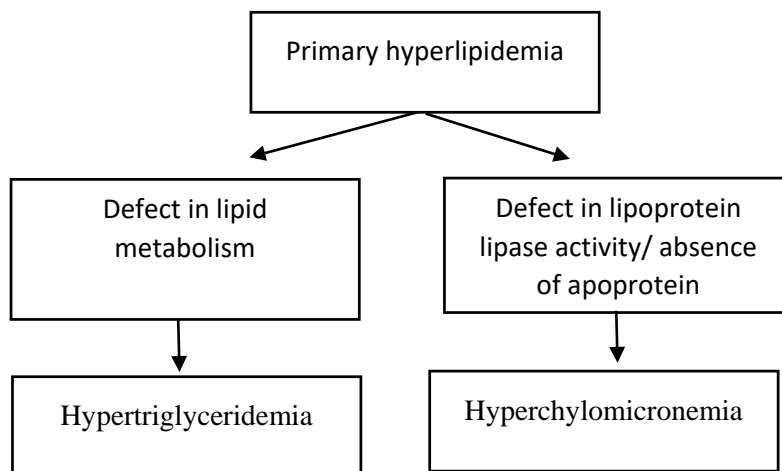 Primary hyperlipidemia
Defect in lipid
metabolism
Defect in lipoprotein
lipase activity/ absence
of apoprotein
Hypertriglyceridemia
Hyperchylomicronemia